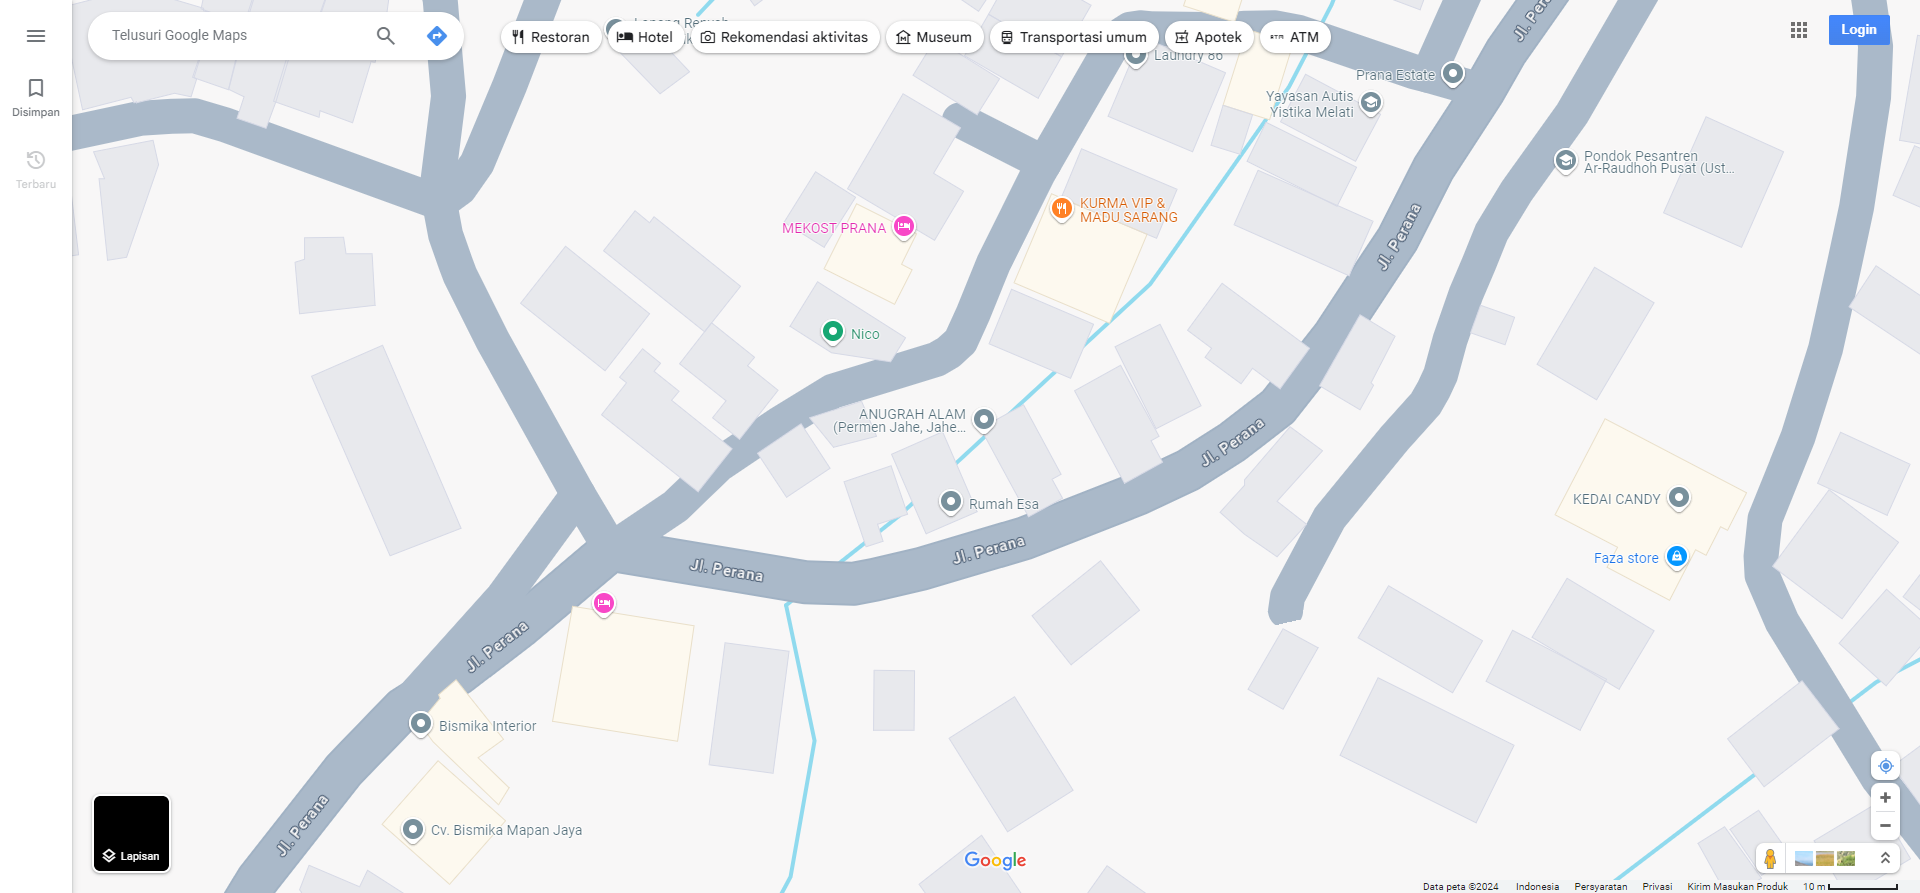 Telusuri Google Maps
Restoran
Hotel
Rekomendasi aktivitas
Museum
Transportasi umum
Apotek
ATM
Login
Disimpan
Terbaru
Laundry 86
Prana Estate
Jl. Perana
Yayasan Autis
Yistika Melati
Pondok Pesantren
Ar-Raudhoh Pusat (Ust...
KURMA VIP &
MADU SARANG
MEKOST PRANA
Jl. Perana
Nico
ANUGRAH ALAM
(Permen Jahe, Jahe...
Jl. Perana
KEDAI CANDY
Rumah Esa
Jl. Perana
Faza store
Jl. Perana
Jl. Perana
Bismika Interior
Jl. Perana
Cv. Bismika Mapan Jaya
Lapisan
Google
Data peta ©2024
Indonesia
Persyaratan
Privasi
Kirim Masukan Produk
10 m